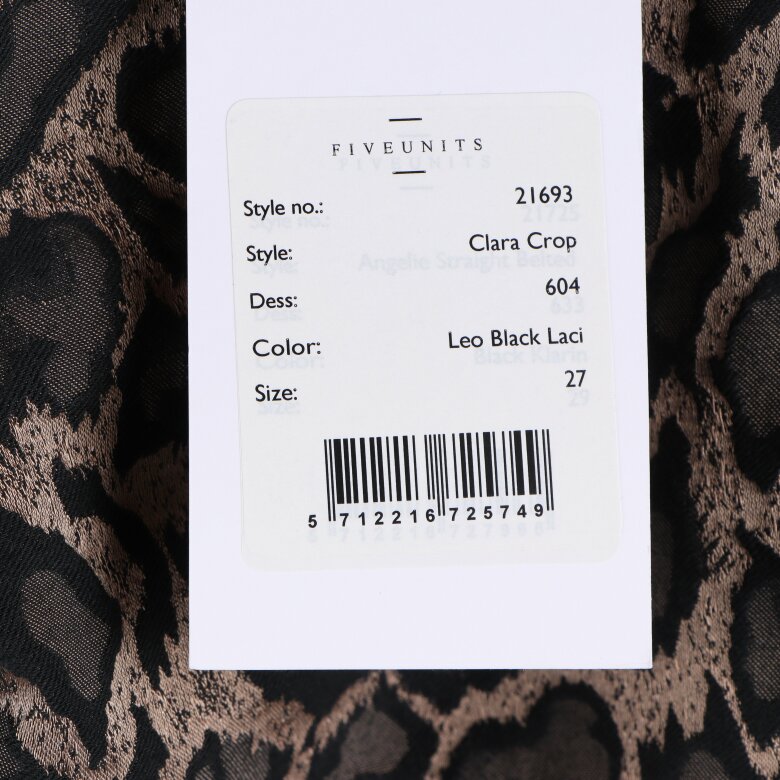 FIVEUNITS
Style no.: 21693
Style: Clara Crop
Dess: 604
Color: Leo Black Laci
Size: 27
5 712216 725749